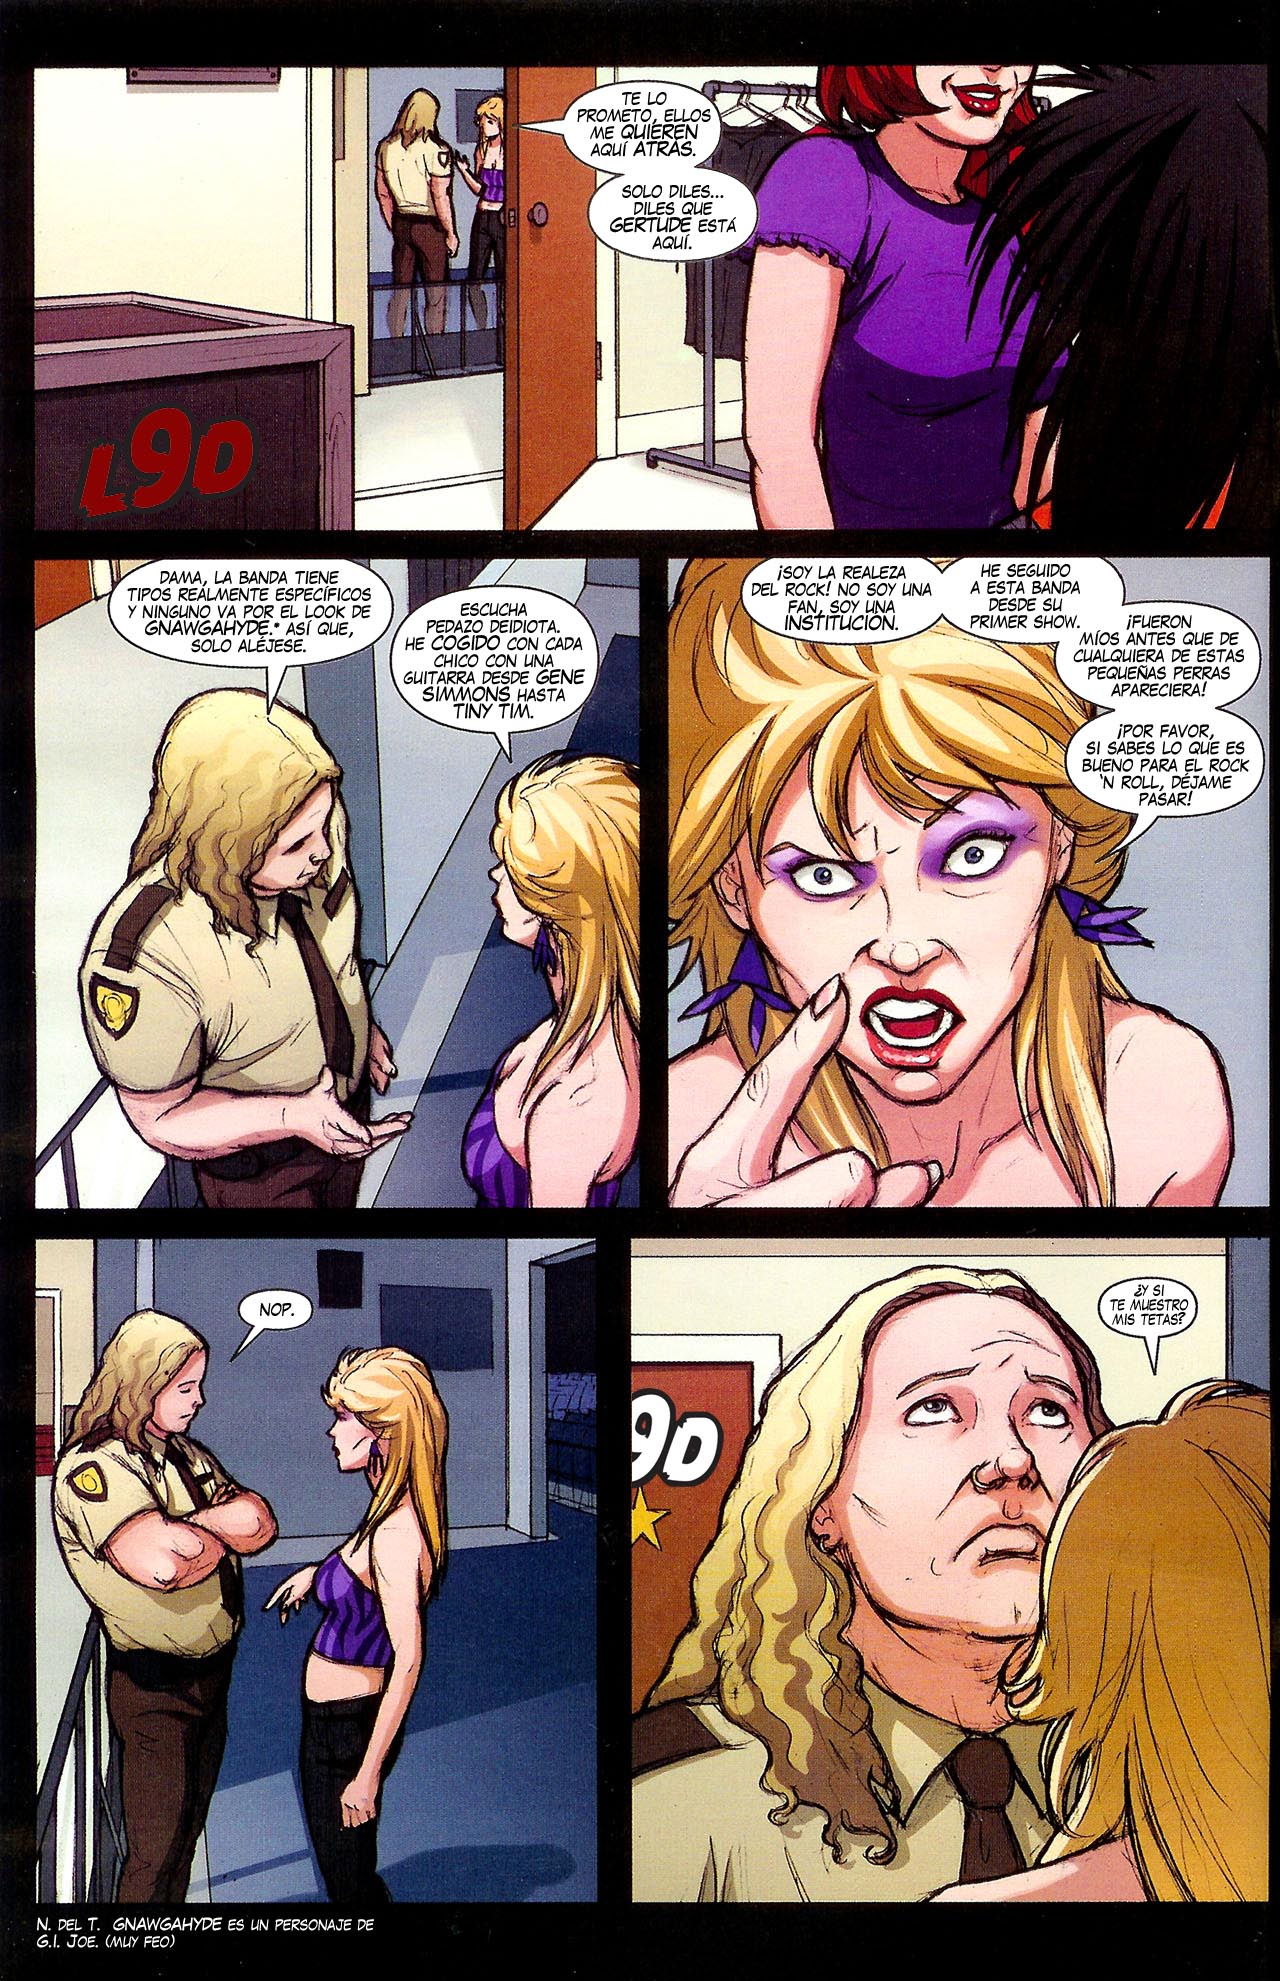 TE LO
PROMETO, ELLOS
ME QUIEREN
AQUÍ ATRÁS.
SOLO DILES...
DILES QUE
GERTUDE ESTÁ
AQUÍ.
L9D
DAMA, LA BANDA TIENE
TIPOS REALMENTE ESPECÍFICOS
Y NINGUNO VA POR EL LOOK DE
GNAWGAHYDE.* ASÍ QUE,
SOLO ALÉJESE.
ESCUCHA
PEDAZO DEIDIOTA.
HE COGIDO CON CADA
CHICO CON UNA
GUITARRA DESDE GENE
SIMMONS HASTA
TINY TIM.
¡SOY LA REALEZA
DEL ROCK! NO SOY UNA
FAN, SOY UNA
INSTITUCIÓN.
HE SEGUIDO
A ESTA BANDA
DESDE SU
PRIMER SHOW.
¡FUERON
MÍOS ANTES QUE DE
CUALQUIERA DE ESTAS
PEQUEÑAS PERRAS
APARECIERA!
¡POR FAVOR,
SI SABES LO QUE ES
BUENO PARA EL ROCK
'N ROLL, DÉJAME
PASAR!
NOP.
¿Y SI
TE MUESTRO
MIS TETAS?
9D
N. DEL T. GNAWGAHYDE ES UN PERSONAJE DE
G.I. JOE. (MUY FEO)